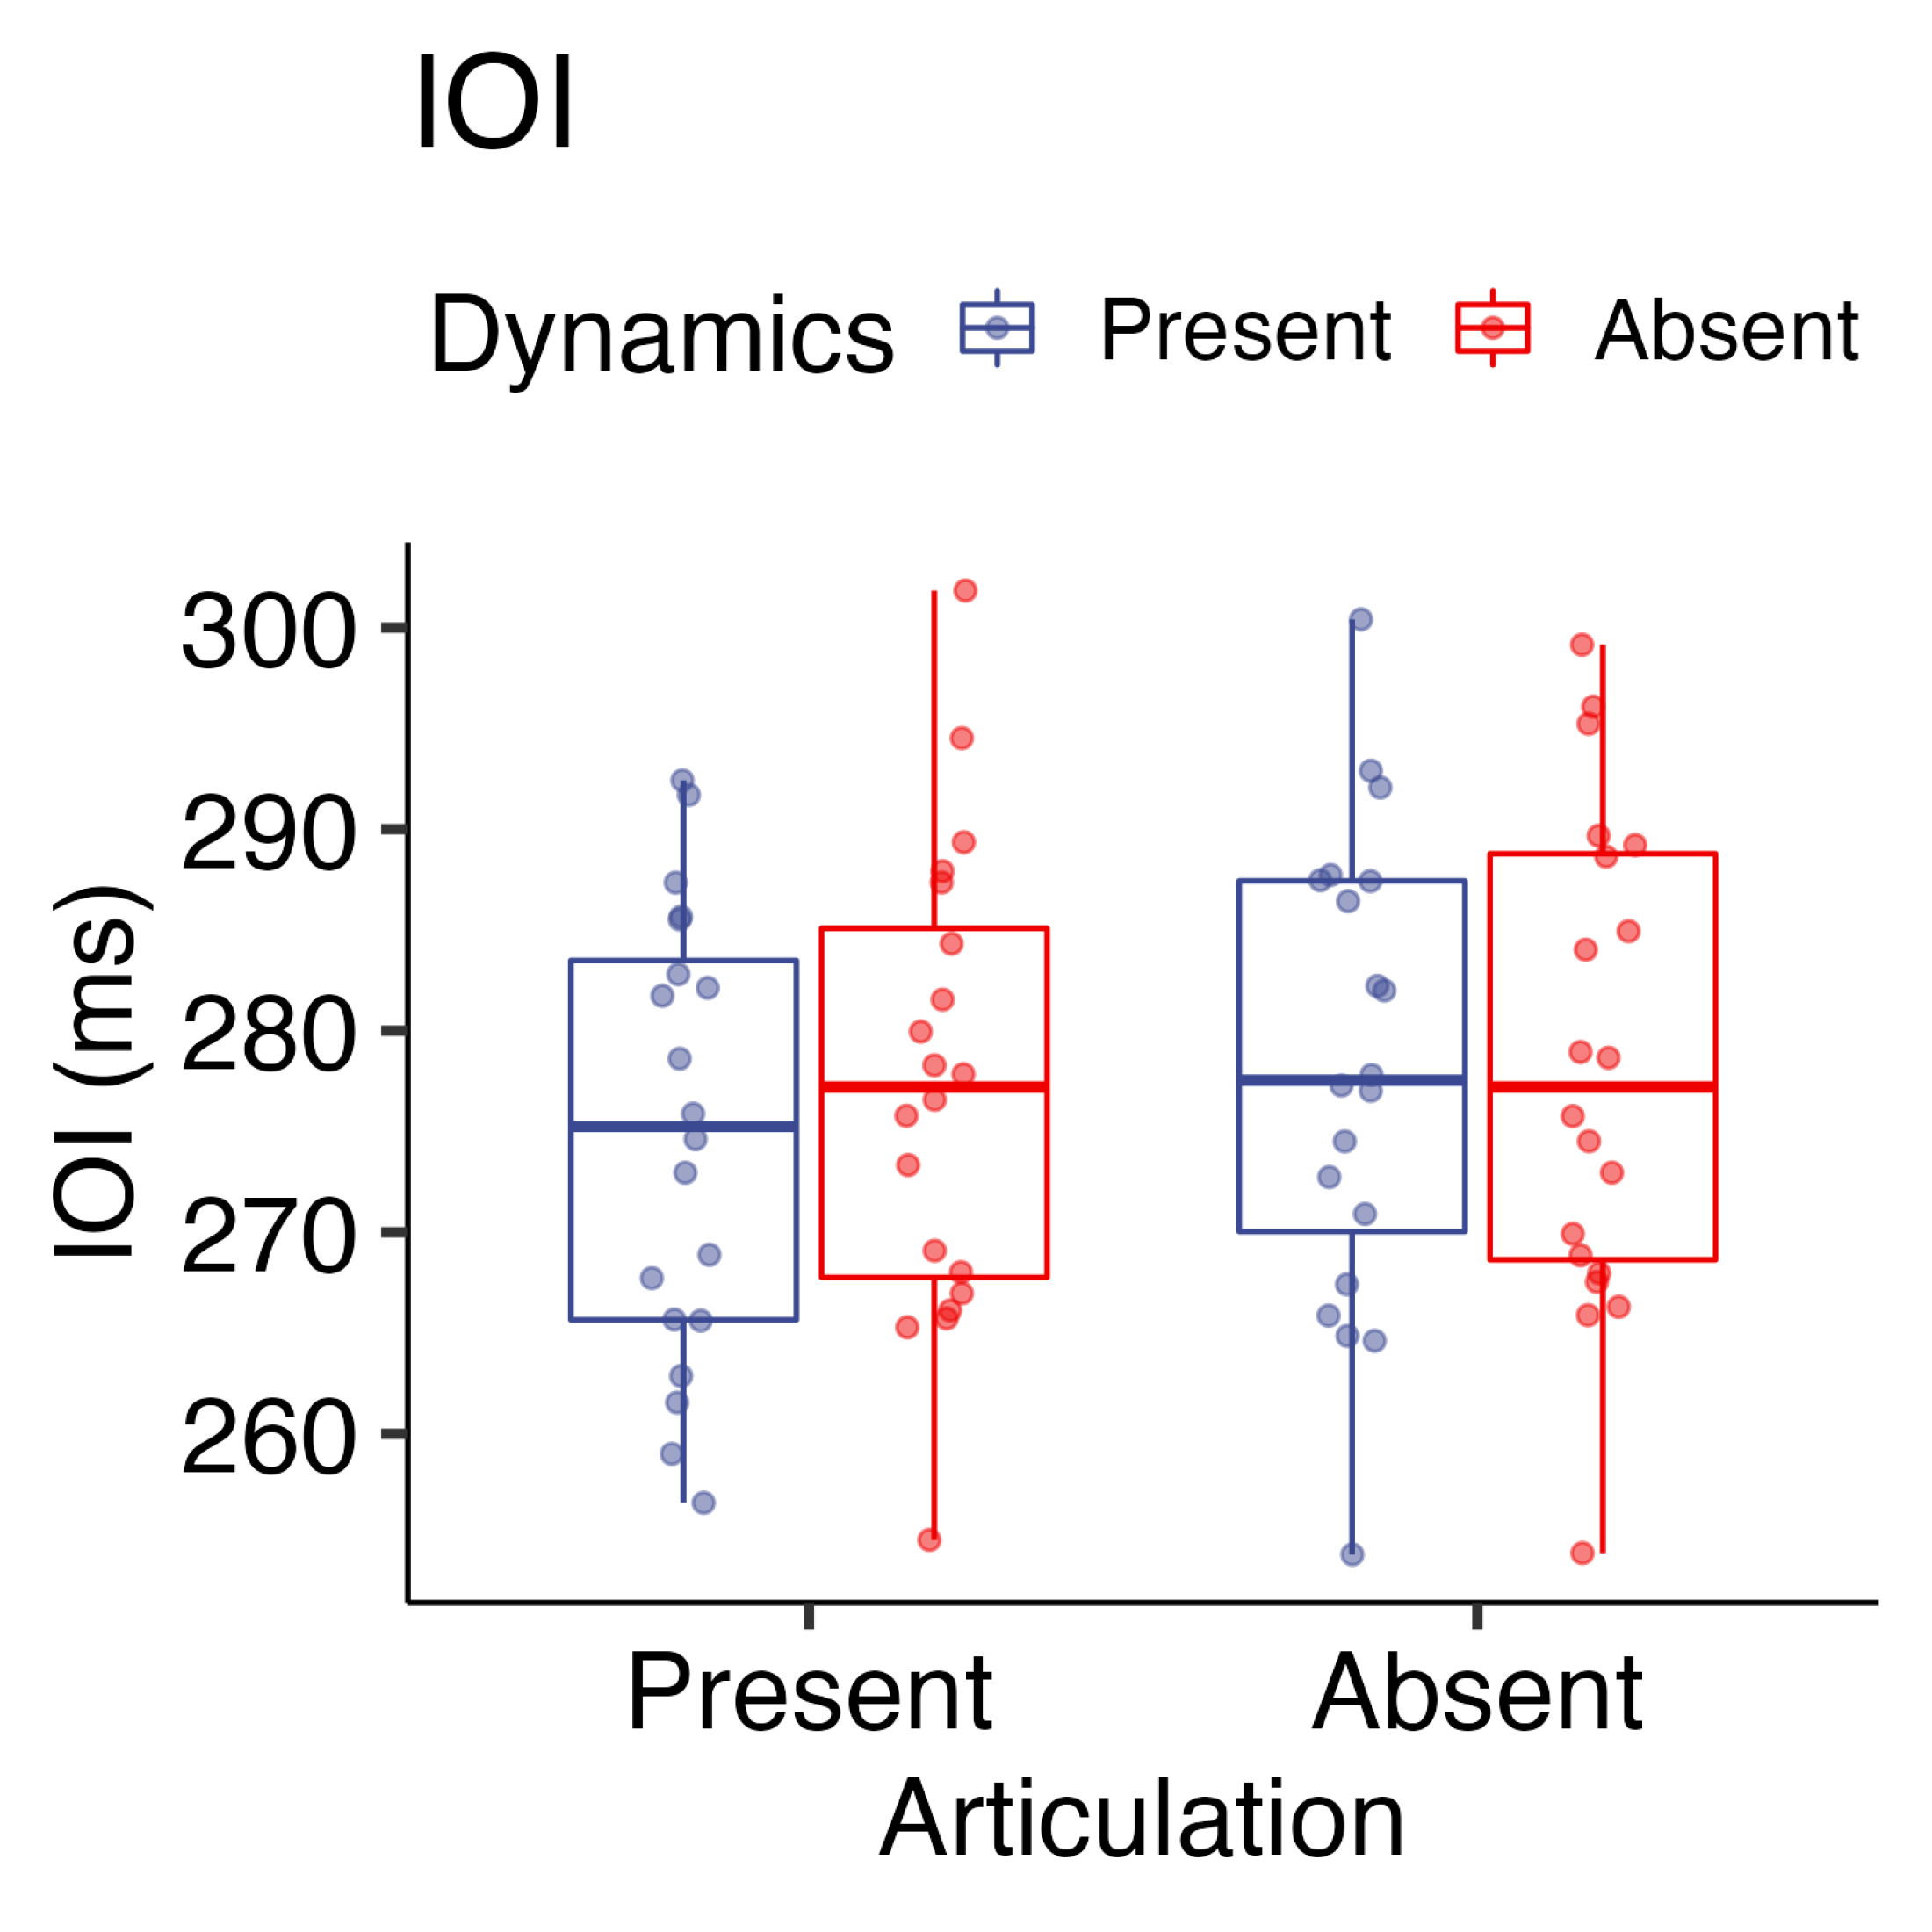 IOI
Dynamics Present Absent
300
290
280
270
260
IOI (ms)
Present Absent
Articulation